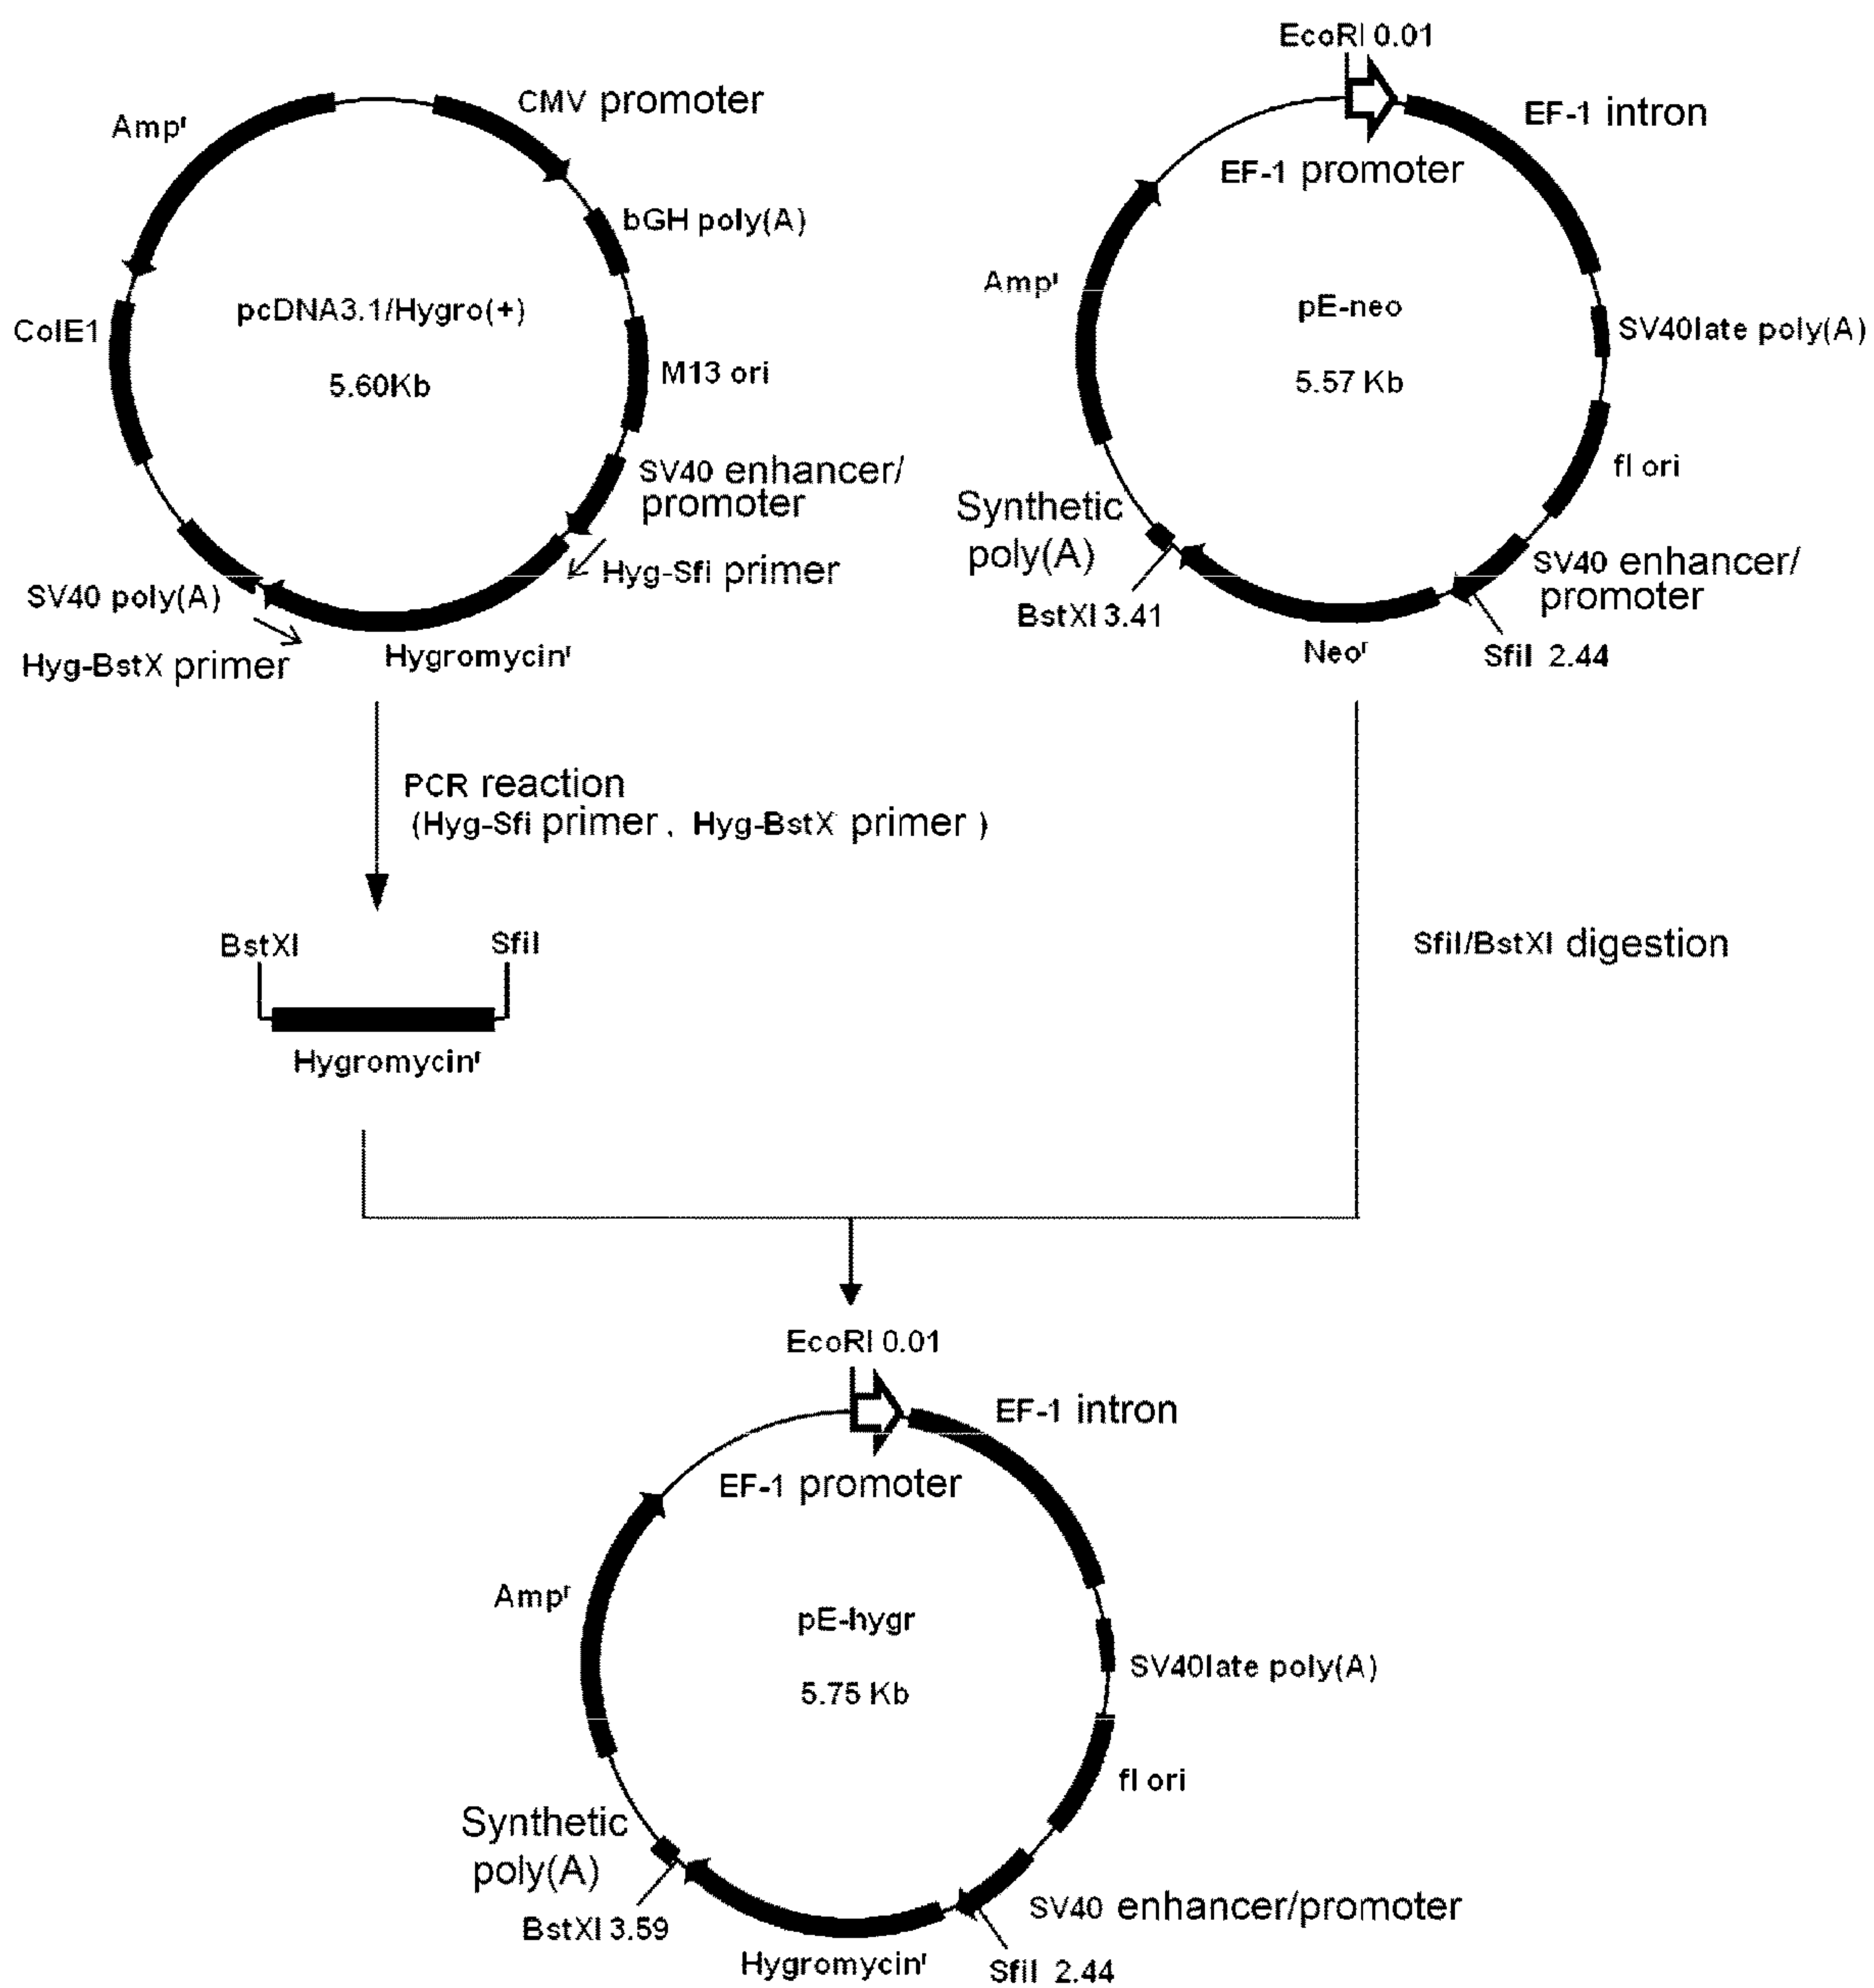 CMV promoter
Ampʳ
bGH poly(A)
pcDNA3.1/Hygro(+)
5.60Kb
ColE1
M13 ori
SV40 enhancer/
promoter
Hyg-Sfi primer
SV40 poly(A)
Hyg-BstX primer
Hygromycinʳ
EcoRI 0.01
EF-1 intron
EF-1 promoter
Ampʳ
pE-neo
5.57 Kb
SV40late poly(A)
fI ori
Synthetic
poly(A)
SV40 enhancer/
promoter
BstXI 3.41
Neoʳ
SfiI 2.44
PCR reaction
(Hyg-Sfi primer , Hyg-BstX primer )
BstXI
SfiI
Hygromycinʳ
SfiI/BstXI digestion
EcoRI 0.01
EF-1 intron
EF-1 promoter
Ampʳ
pE-hygr
5.75 Kb
SV40late poly(A)
fI ori
Synthetic
poly(A)
SV40 enhancer/promoter
BstXI 3.59
Hygromycinʳ
SfiI 2.44